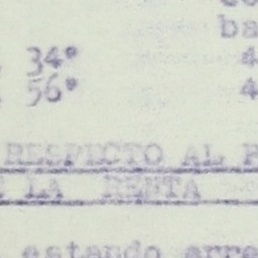 ba
34° 4
56° 4
RESPECTO AL
LA RENTA
estando arre